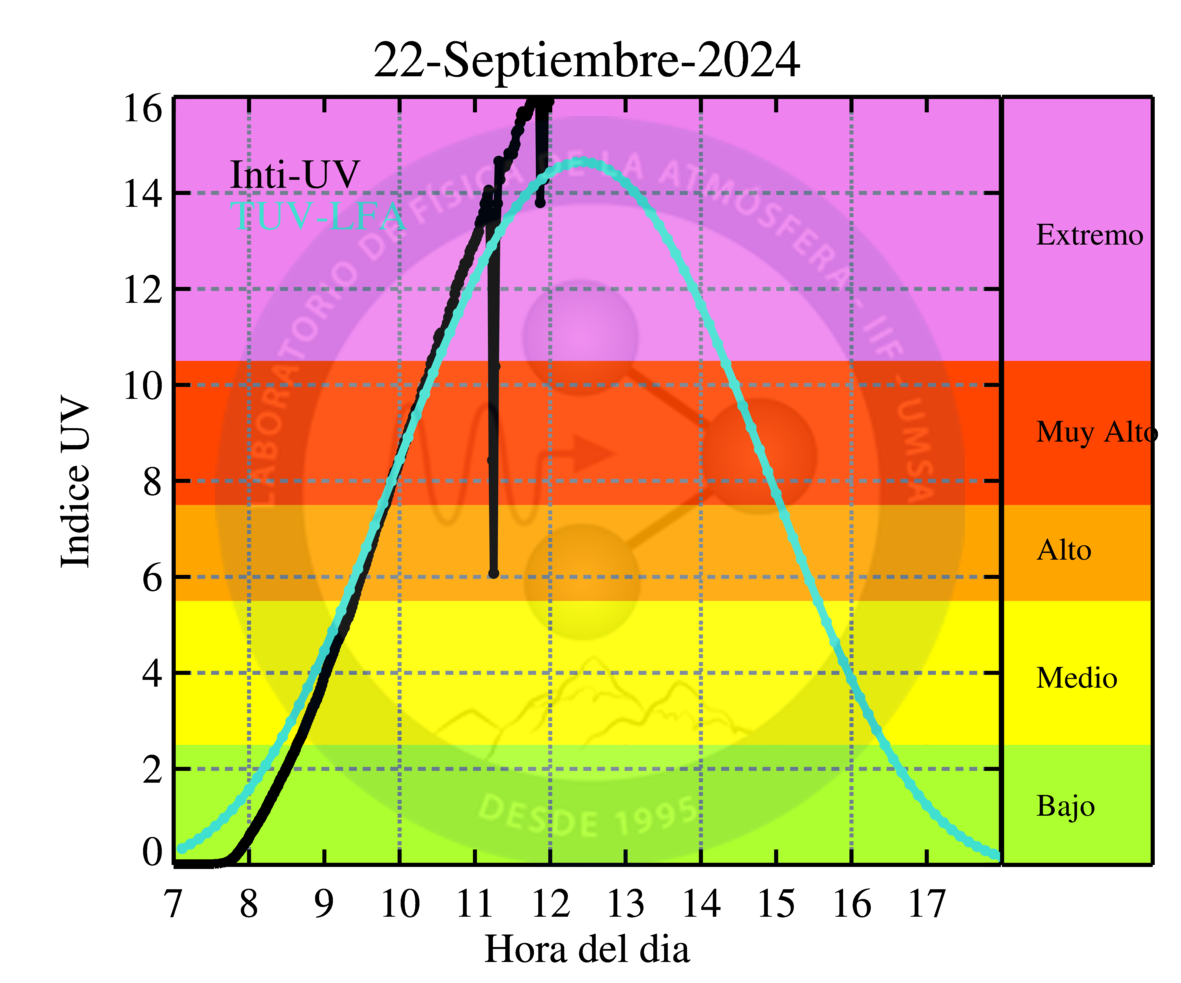 22-Septiembre-2024
Inti-UV
TUV-LFA
LABORATORIO DE FÍSICA DE LA ATMÓSFERA - IIF - UMSA
DESDE 1995
Indice UV
16
14
12
10
8
6
4
2
0
Extremo
Muy Alto
Alto
Medio
Bajo
7 8 9 10 11 12 13 14 15 16 17
Hora del dia